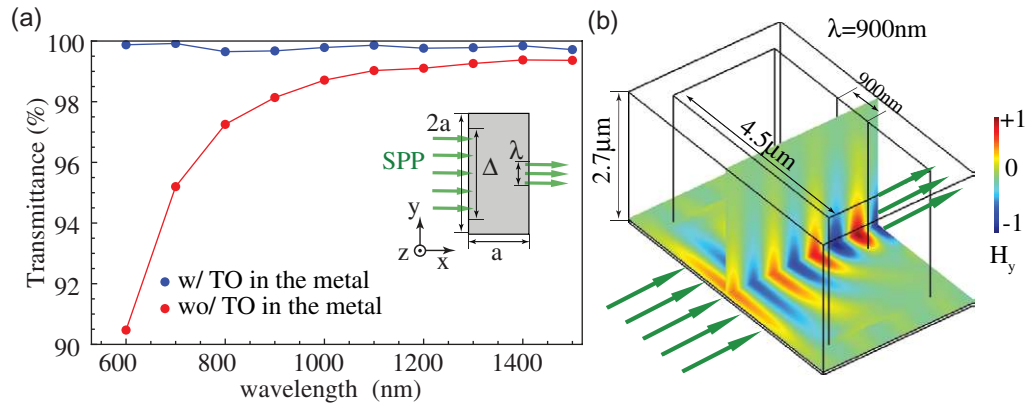 (a)
Transmittance (%)
100
98
96
94
92
90
600
800
1000
1200
1400
wavelength (nm)
w/ TO in the metal
wo/ TO in the metal
2a
SPP
Δ
λ
y
z
x
a
(b)
λ=900nm
900nm
4.5μm
2.7μm
+1
0
-1
Hy